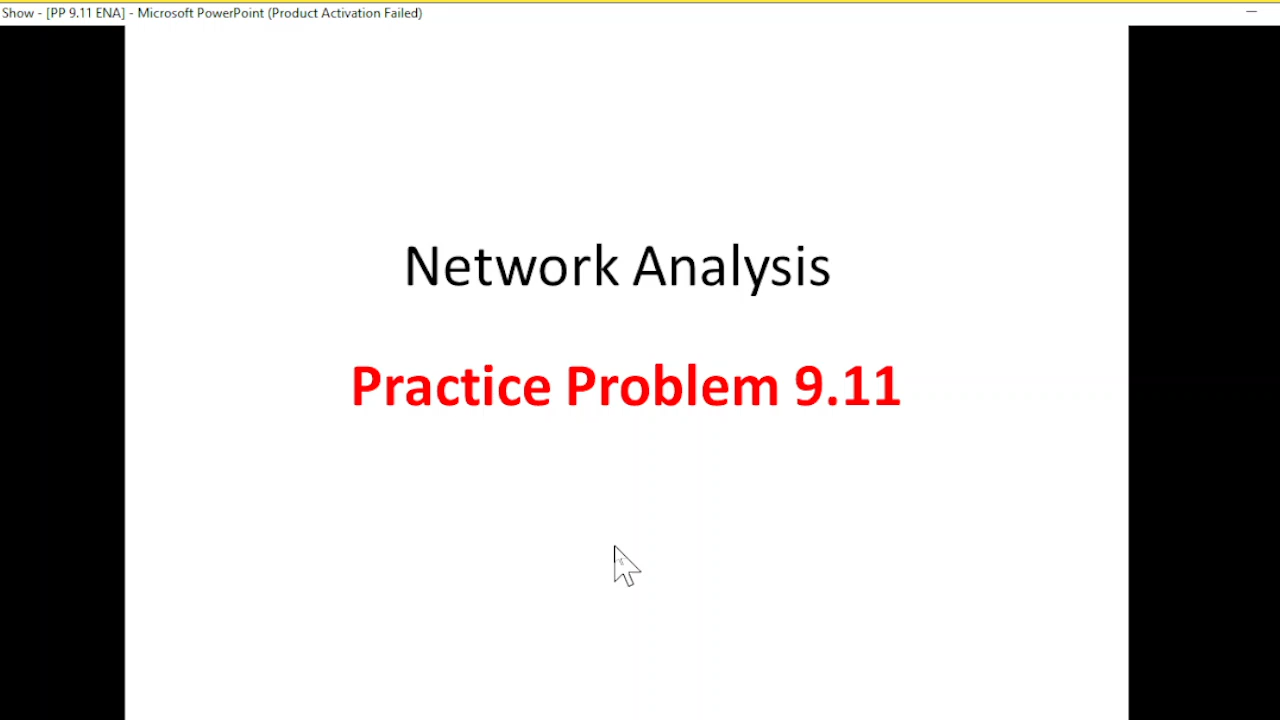 Show - [PP 9.11 ENA] - Microsoft PowerPoint (Product Activation Failed)
Network Analysis
Practice Problem 9.11